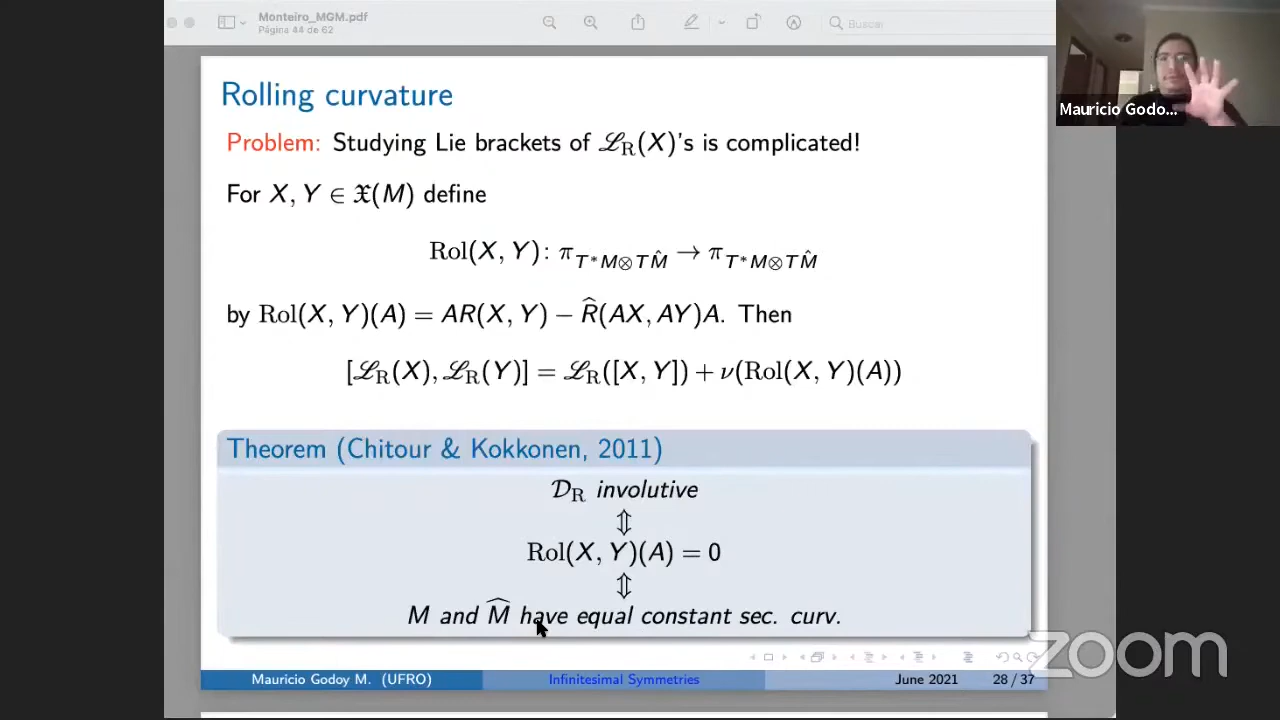 Monteiro_MGM.pdf
Página 44 de 62
Buscar
Mauricio Godo...
Rolling curvature
Problem: Studying Lie brackets of ℒ_R(X)'s is complicated!
For X, Y ∈ 𝔛(M) define
Rol(X, Y): π_{T*M⊗TM̂} → π_{T*M⊗TM̂}
by Rol(X, Y)(A) = AR(X, Y) − R̂(AX, AY)A. Then
[ℒ_R(X), ℒ_R(Y)] = ℒ_R([X, Y]) + ν(Rol(X, Y)(A))
Theorem (Chitour & Kokkonen, 2011)
𝒟_R involutive
⇕
Rol(X, Y)(A) = 0
⇕
M and M̂ have equal constant sec. curv.
Mauricio Godoy M. (UFRO) Infinitesimal Symmetries June 2021 28 / 37
zoom